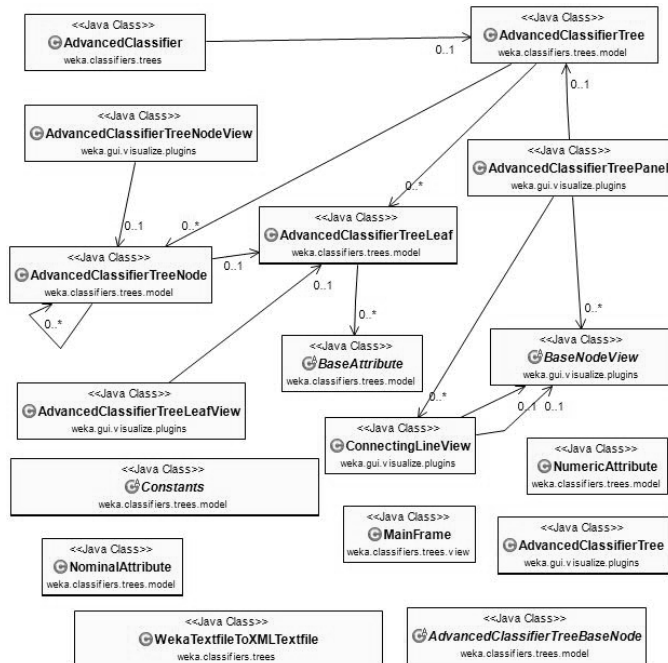 <<Java Class>>
AdvancedClassifier
weka.classifiers.trees
0..1
<<Java Class>>
AdvancedClassifierTree
weka.classifiers.trees.model
0..1
<<Java Class>>
AdvancedClassifierTreeNodeView
weka.gui.visualize.plugins
0..1
<<Java Class>>
AdvancedClassifierTreePanel
weka.gui.visualize.plugins
0..*
0..*
<<Java Class>>
AdvancedClassifierTreeLeaf
weka.classifiers.trees.model
<<Java Class>>
AdvancedClassifierTreeNode
weka.classifiers.trees.model
0..1
0..1
0..*
0..*
0..*
<<Java Class>>
BaseAttribute
weka.classifiers.trees.model
<<Java Class>>
BaseNodeView
weka.gui.visualize.plugins
<<Java Class>>
AdvancedClassifierTreeLeafView
weka.gui.visualize.plugins
0..*
0..1
0..1
<<Java Class>>
ConnectingLineView
weka.gui.visualize.plugins
<<Java Class>>
NumericAttribute
weka.classifiers.trees.model
<<Java Class>>
Constants
weka.classifiers.trees.model
<<Java Class>>
MainFrame
weka.classifiers.trees.view
<<Java Class>>
AdvancedClassifierTree
weka.gui.visualize.plugins
<<Java Class>>
NominalAttribute
weka.classifiers.trees.model
<<Java Class>>
WekaTextfileToXMLTextfile
weka.classifiers.trees
<<Java Class>>
AdvancedClassifierTreeBaseNode
weka.classifiers.trees.model